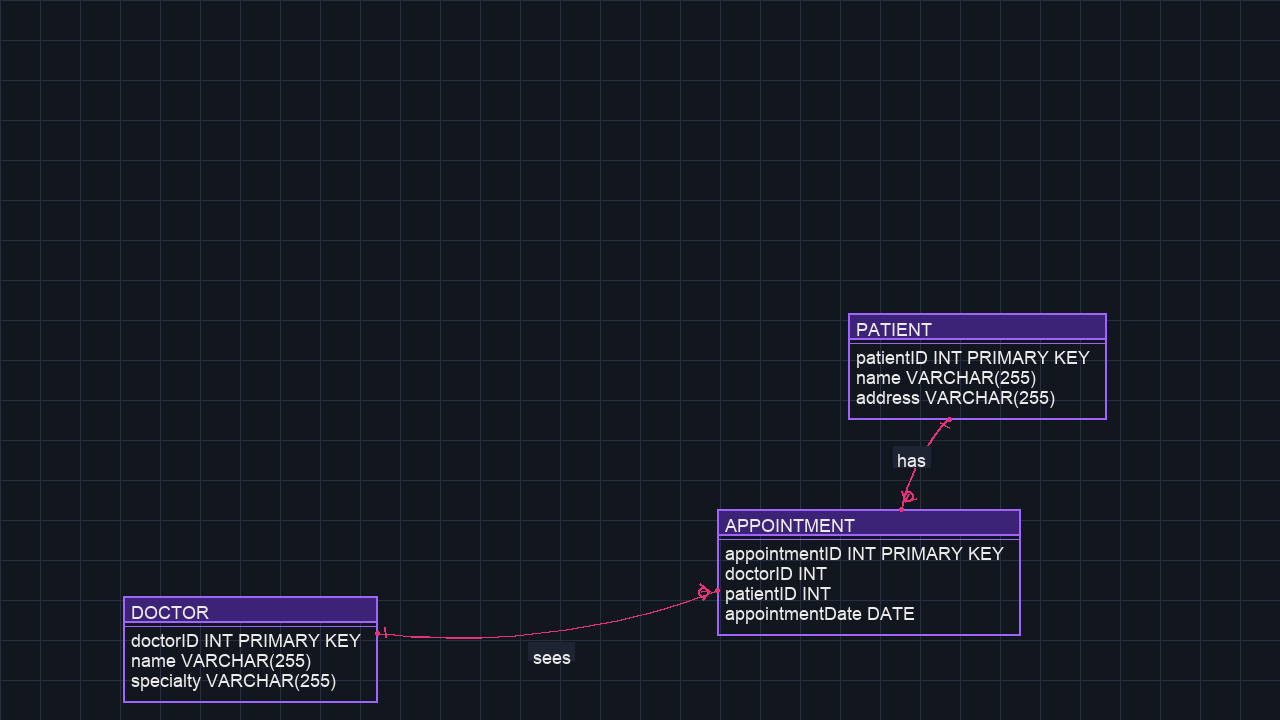 PATIENT
patientID INT PRIMARY KEY
name VARCHAR(255)
address VARCHAR(255)
has
APPOINTMENT
appointmentID INT PRIMARY KEY
doctorID INT
patientID INT
appointmentDate DATE
DOCTOR
doctorID INT PRIMARY KEY
name VARCHAR(255)
specialty VARCHAR(255)
sees